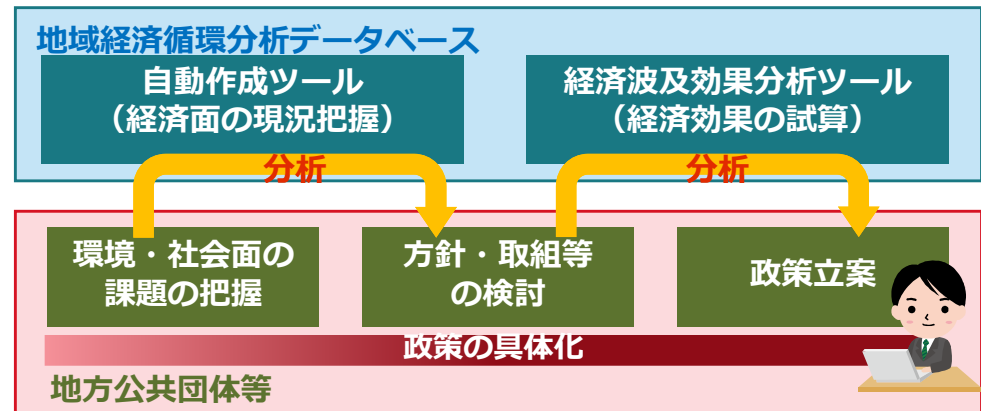 地域経済循環分析データベース
自動作成ツール
（経済面の現況把握）
経済波及効果分析ツール
（経済効果の試算）
分析
分析
環境・社会面の
課題の把握
方針・取組等
の検討
政策立案
政策の具体化
地方公共団体等